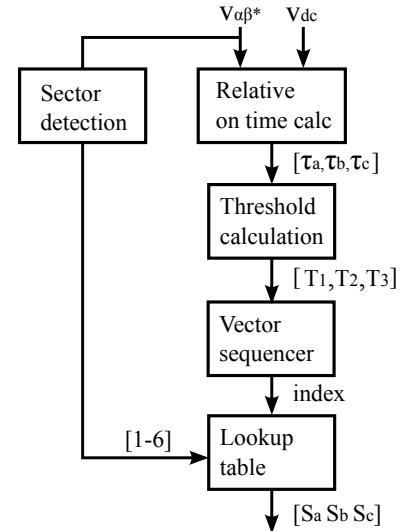 vαβ* vdc
Sector
detection
Relative
on time calc
[τa,τb,τc]
Threshold
calculation
[T1,T2,T3]
Vector
sequencer
index
[1-6]
Lookup
table
[Sa Sb Sc]